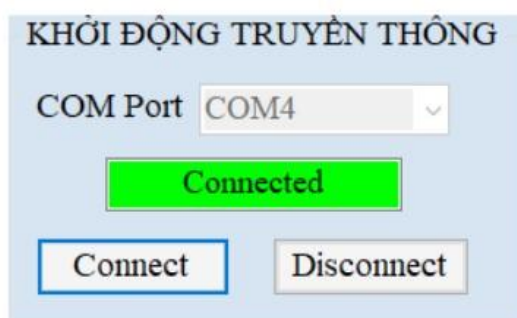 KHỞI ĐỘNG TRUYỀN THÔNG
COM Port COM4
Connected
Connect Disconnect